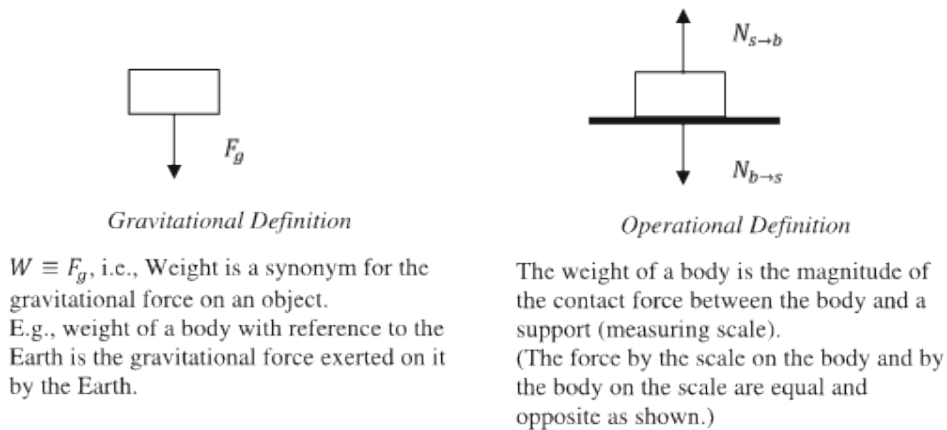 F_g
Gravitational Definition
W ≡ F_g, i.e., Weight is a synonym for the
gravitational force on an object.
E.g., weight of a body with reference to the
Earth is the gravitational force exerted on it
by the Earth.
N_{s→b}
N_{b→s}
Operational Definition
The weight of a body is the magnitude of
the contact force between the body and a
support (measuring scale).
(The force by the scale on the body and by
the body on the scale are equal and
opposite as shown.)